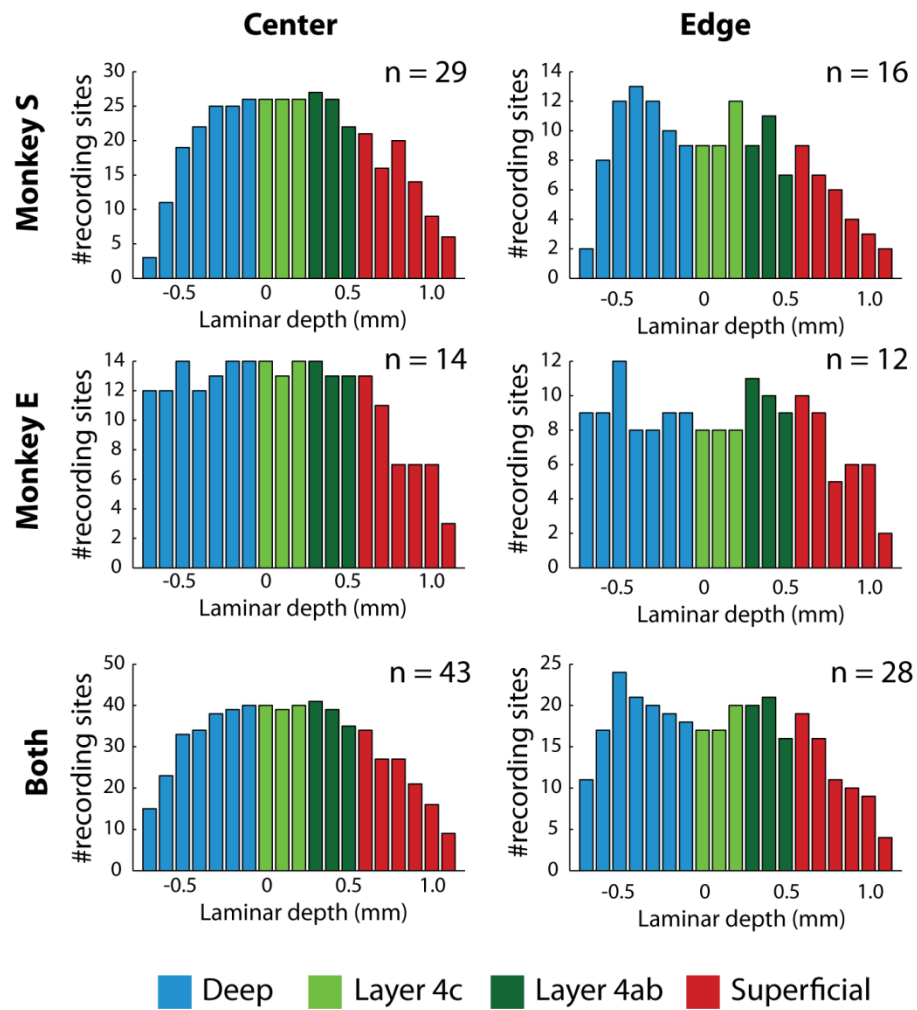 Center
Edge
Monkey S
#recording sites
30
25
20
15
10
5
0
n = 29
-0.5 0 0.5 1.0
Laminar depth (mm)
#recording sites
14
12
10
8
6
4
2
0
n = 16
-0.5 0 0.5 1.0
Laminar depth (mm)
Monkey E
#recording sites
14
12
10
8
6
4
2
0
n = 14
-0.5 0 0.5 1.0
Laminar depth (mm)
#recording sites
12
10
8
6
4
2
0
n = 12
-0.5 0 0.5 1.0
Laminar depth (mm)
Both
#recording sites
50
40
30
20
10
0
n = 43
-0.5 0 0.5 1.0
Laminar depth (mm)
#recording sites
25
20
15
10
5
0
n = 28
-0.5 0 0.5 1.0
Laminar depth (mm)
Deep Layer 4c Layer 4ab Superficial